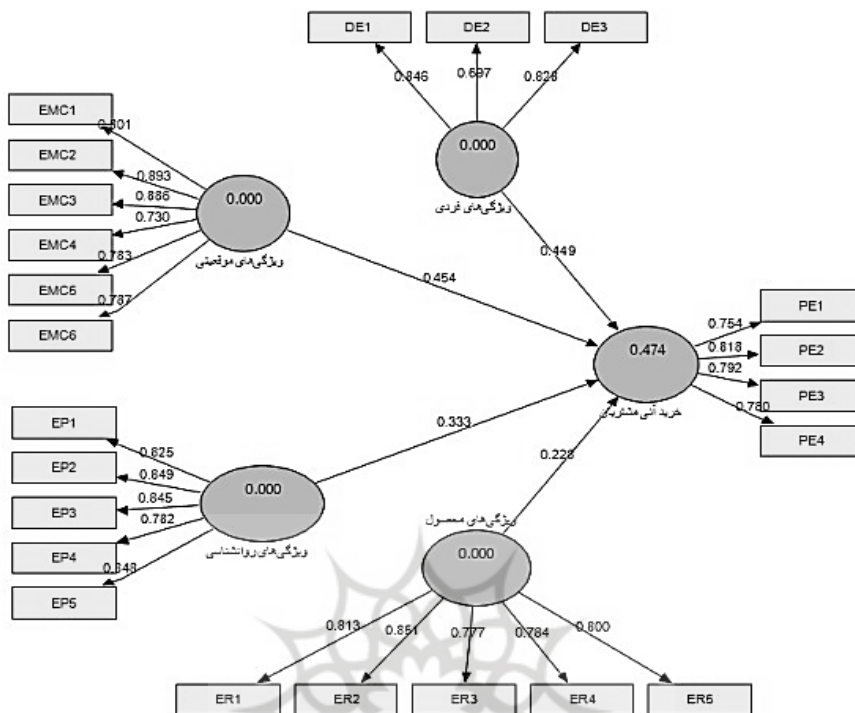 DE1 DE2 DE3
0.846 0.697 0.828
0.000
ویژگی‌های فردی
EMC1
EMC2
EMC3
EMC4
EMC5
EMC6
0.801
0.893
0.886
0.730
0.783
0.787
0.000
ویژگی‌های موقعیتی
0.449
0.454
0.474
خرید آنی مشتریان
0.754
0.818
0.792
0.780
PE1
PE2
PE3
PE4
EP1
EP2
EP3
EP4
EP5
0.825
0.849
0.845
0.782
0.848
0.000
ویژگی‌های روانشناسی
0.333
0.228
ویژگی‌های محصول
0.000
0.813 0.851 0.777 0.784 0.800
ER1 ER2 ER3 ER4 ER5